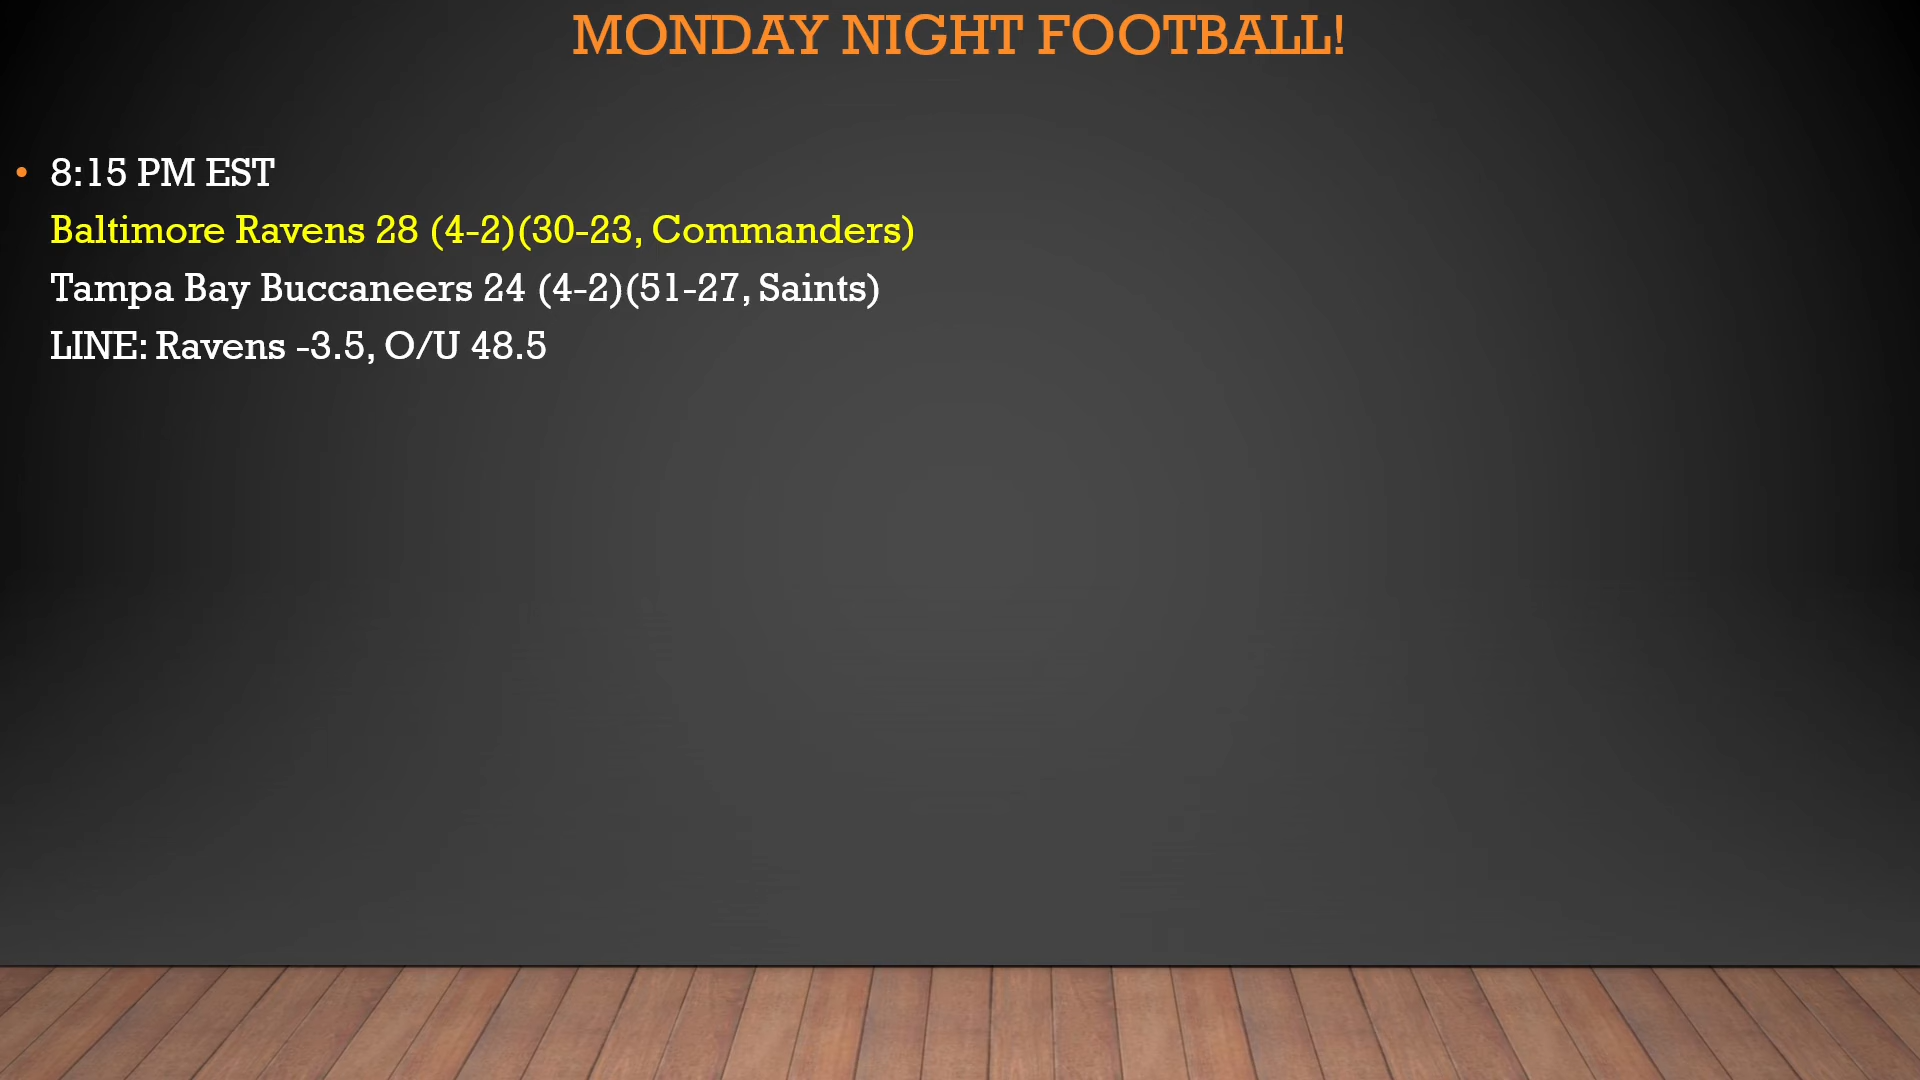 MONDAY NIGHT FOOTBALL!
• 8:15 PM EST
Baltimore Ravens 28 (4-2)(30-23, Commanders)
Tampa Bay Buccaneers 24 (4-2)(51-27, Saints)
LINE: Ravens -3.5, O/U 48.5